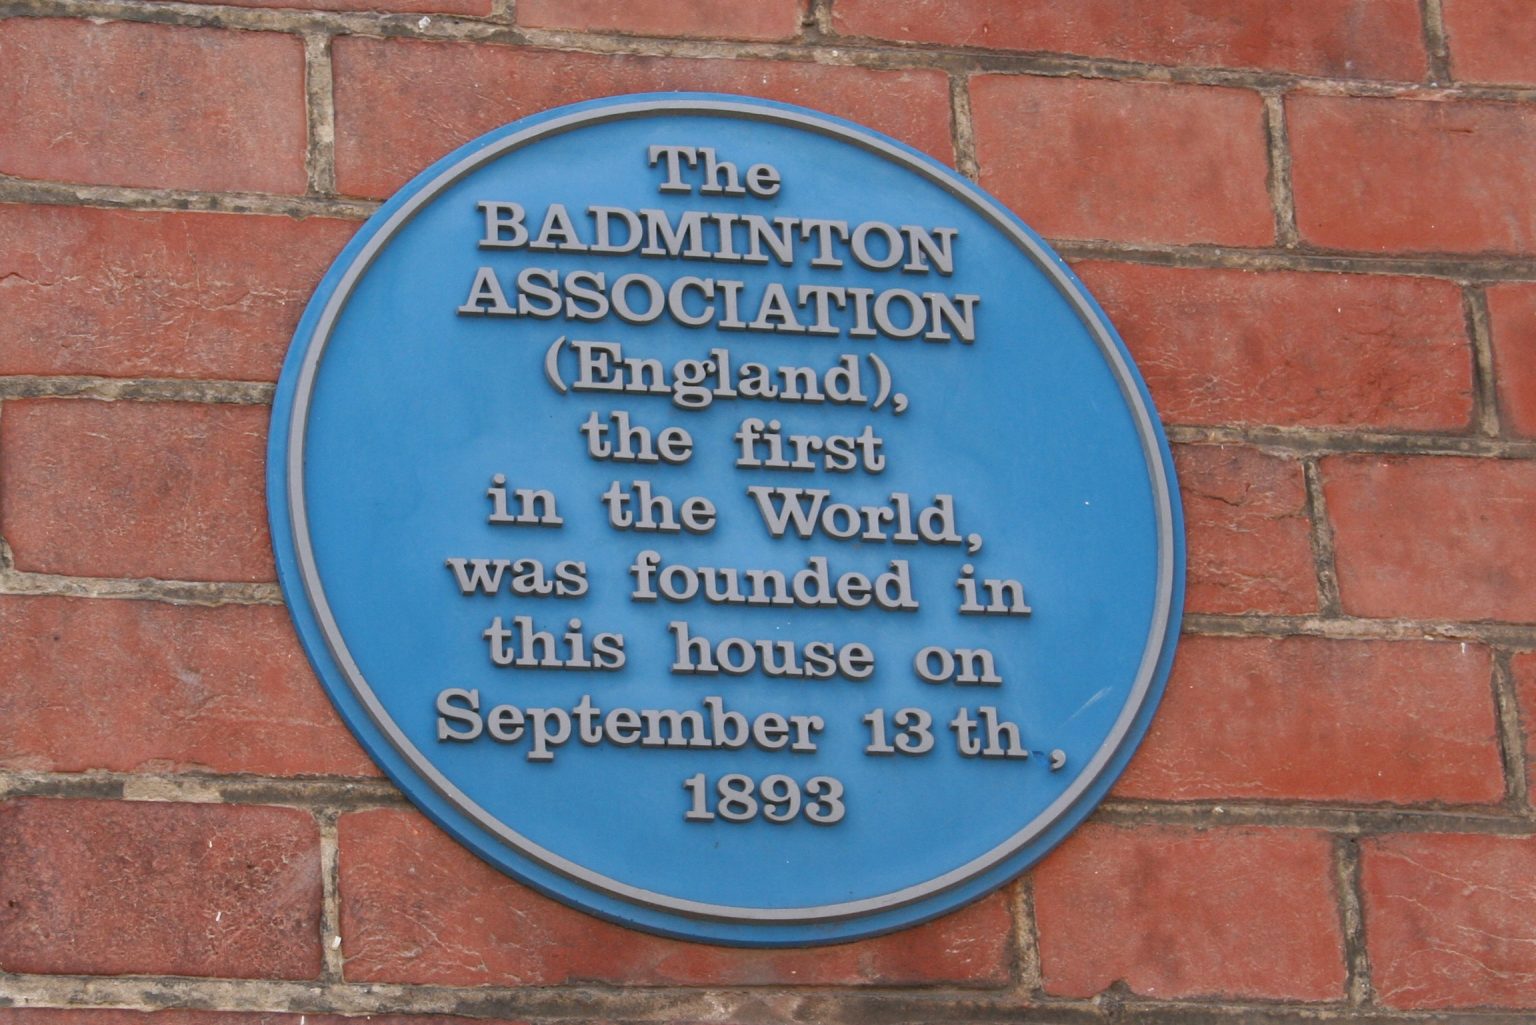 The
BADMINTON
ASSOCIATION
(England),
the first
in the World,
was founded in
this house on
September 13th,
1893